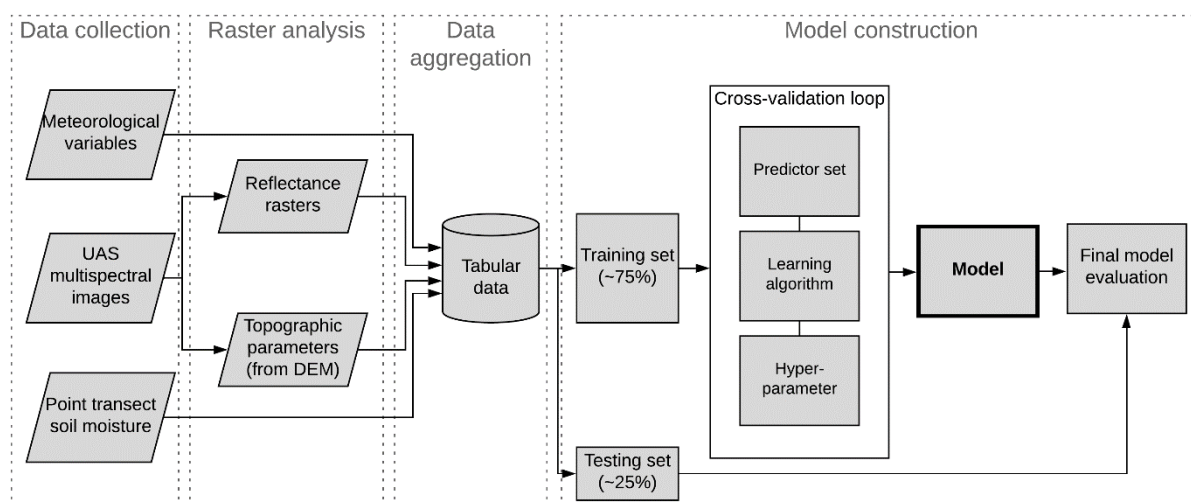 Data collection
Raster analysis
Data
aggregation
Model construction
Meteorological
variables
UAS
multispectral
images
Point transect
soil moisture
Reflectance
rasters
Topographic
parameters
(from DEM)
Tabular
data
Training set
(~75%)
Testing set
(~25%)
Cross-validation loop
Predictor set
Learning
algorithm
Hyper-
parameter
Model
Final model
evaluation